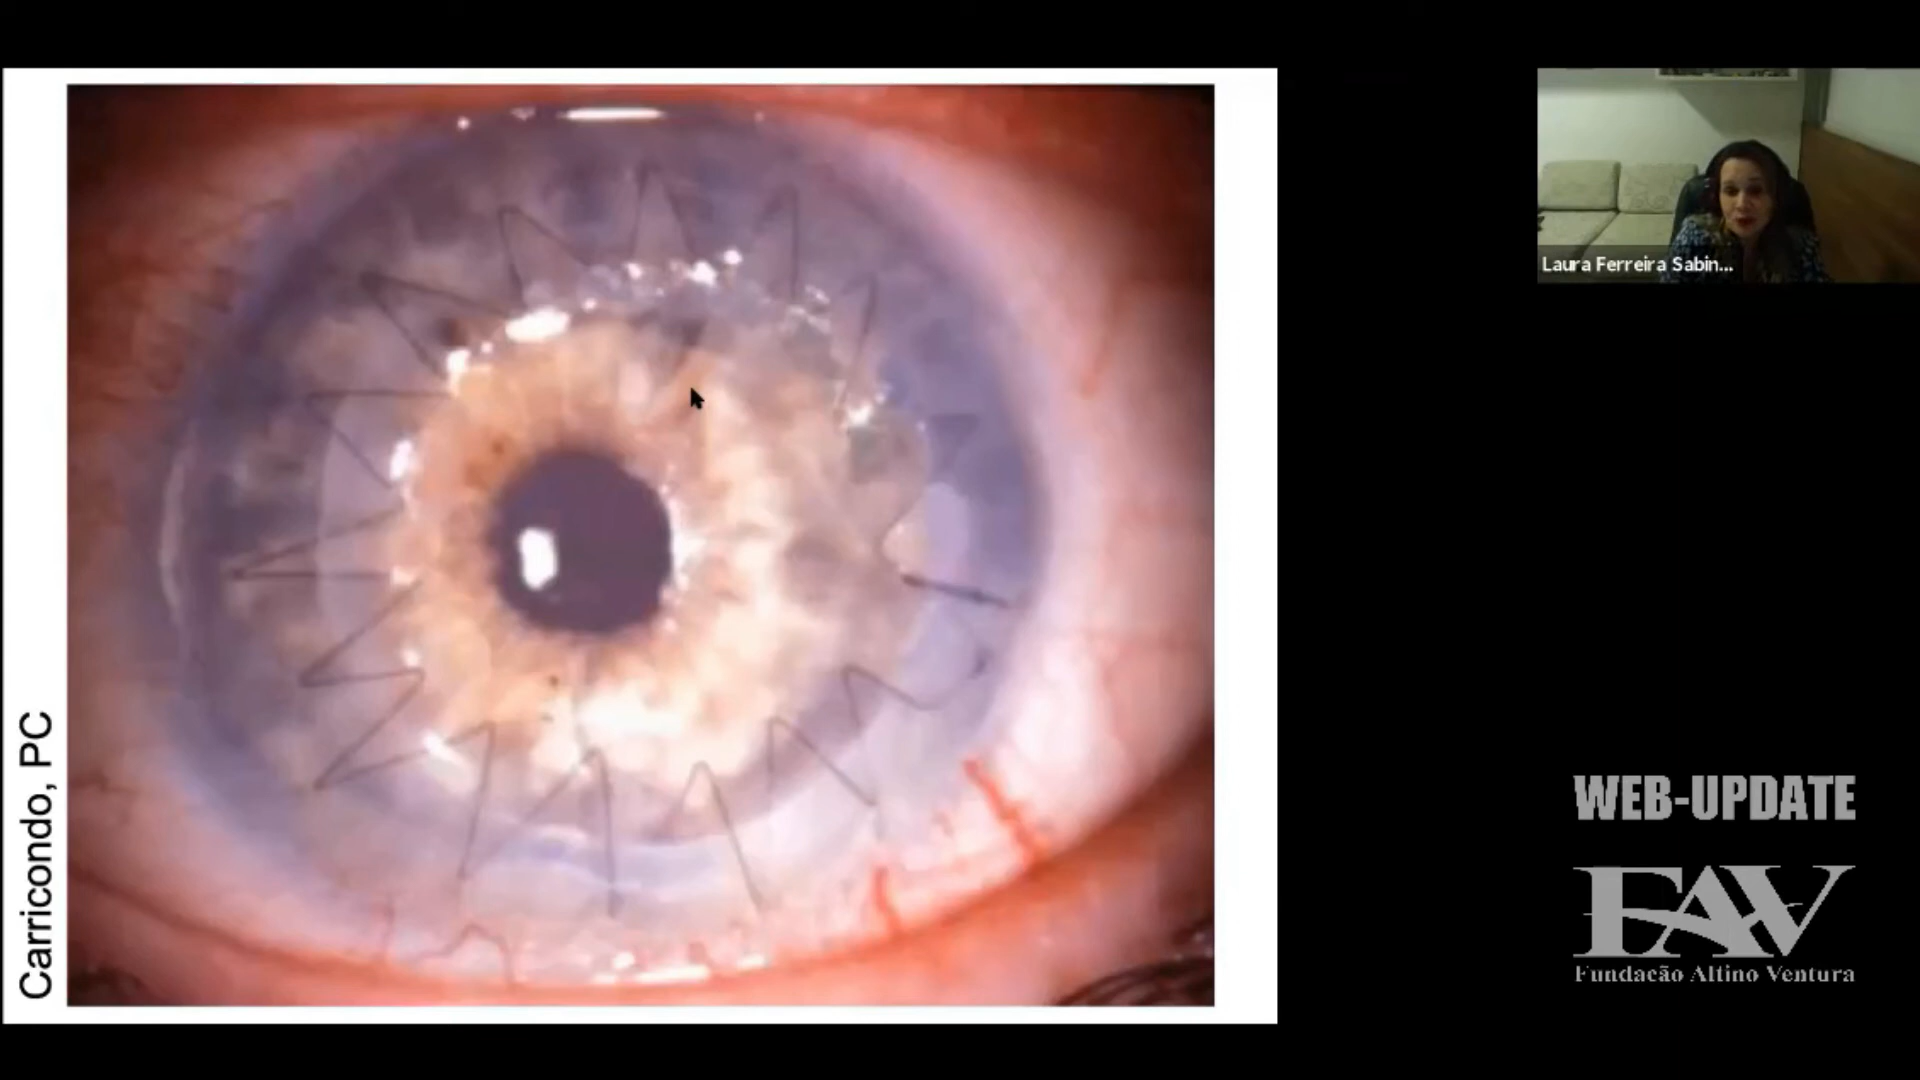 Carricondo, PC
Laura Ferreira Sabin...
WEB-UPDATE
FAV
Fundação Altino Ventura